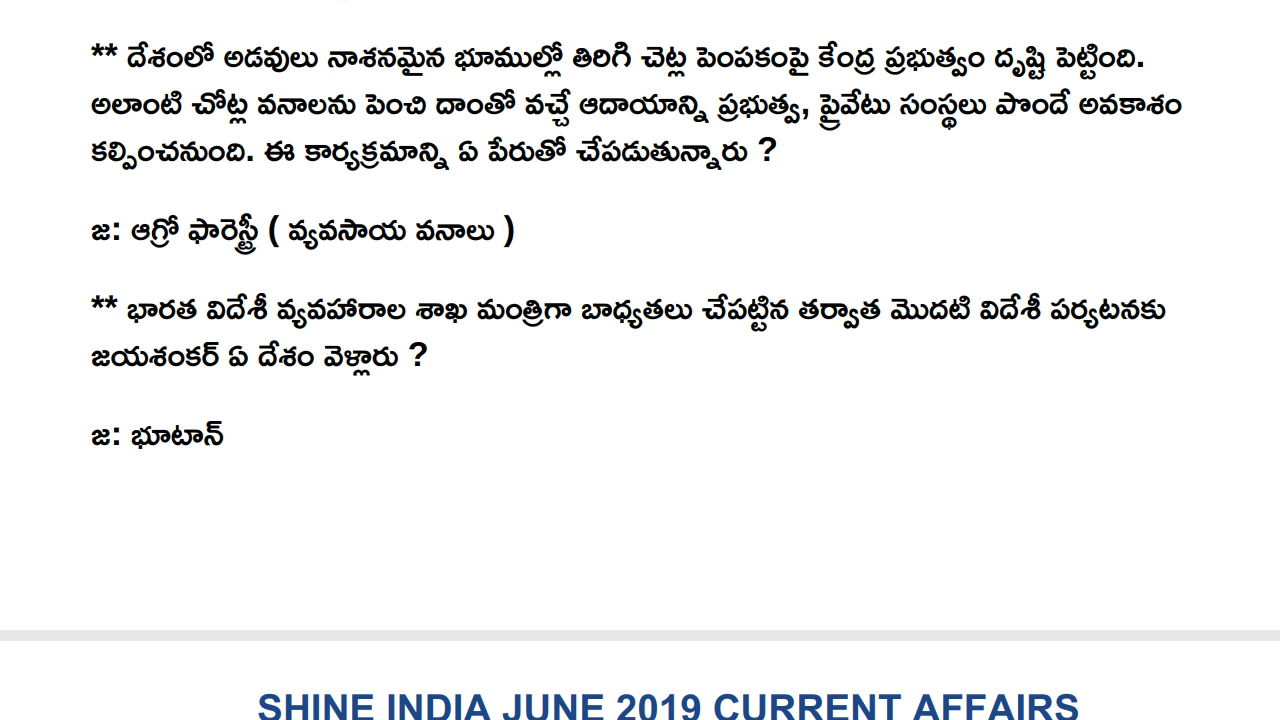 ** దేశంలో అడవులు నాశనమైన భూముల్లో తిరిగి చెట్ల పెంపకంపై కేంద్ర ప్రభుత్వం దృష్టి పెట్టింది.
అలాంటి చోట్ల వనాలను పెంచి దాంతో వచ్చే ఆదాయాన్ని ప్రభుత్వ, ప్రైవేటు సంస్థలు పొందే అవకాశం
కల్పించనుంది. ఈ కార్యక్రమాన్ని ఏ పేరుతో చేపడుతున్నారు ?
జ: ఆగ్రో ఫారెస్ట్రీ ( వ్యవసాయ వనాలు )
** భారత విదేశీ వ్యవహారాల శాఖ మంత్రిగా బాధ్యతలు చేపట్టిన తర్వాత మొదటి విదేశీ పర్యటనకు
జయశంకర్ ఏ దేశం వెళ్లారు ?
జ: భూటాన్
SHINE INDIA JUNE 2019 CURRENT AFFAIRS